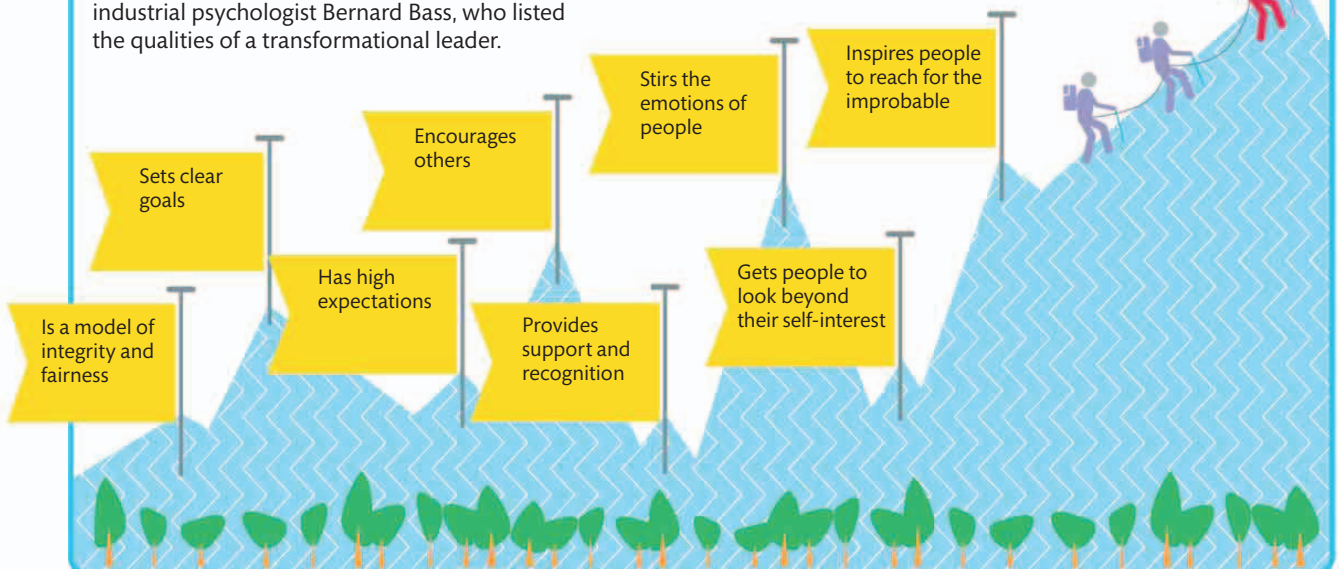 industrial psychologist Bernard Bass, who listed
the qualities of a transformational leader.
Is a model of
integrity and
fairness
Sets clear
goals
Has high
expectations
Encourages
others
Provides
support and
recognition
Stirs the
emotions of
people
Gets people to
look beyond
their self-interest
Inspires people
to reach for the
improbable